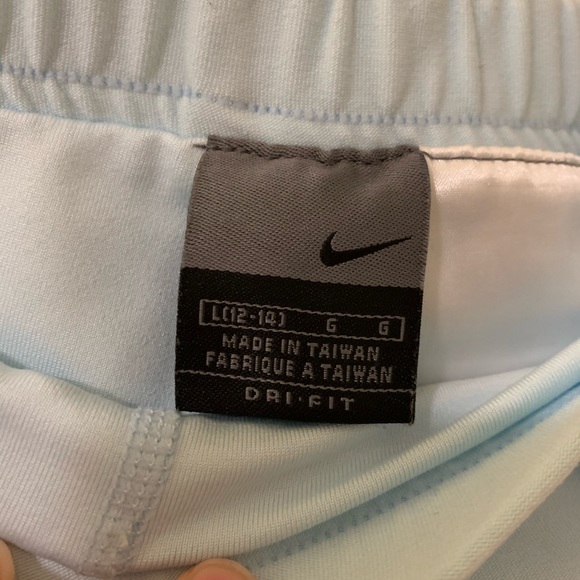 L(12-14) G G
MADE IN TAIWAN
FABRIQUE A TAIWAN
DRI-FIT